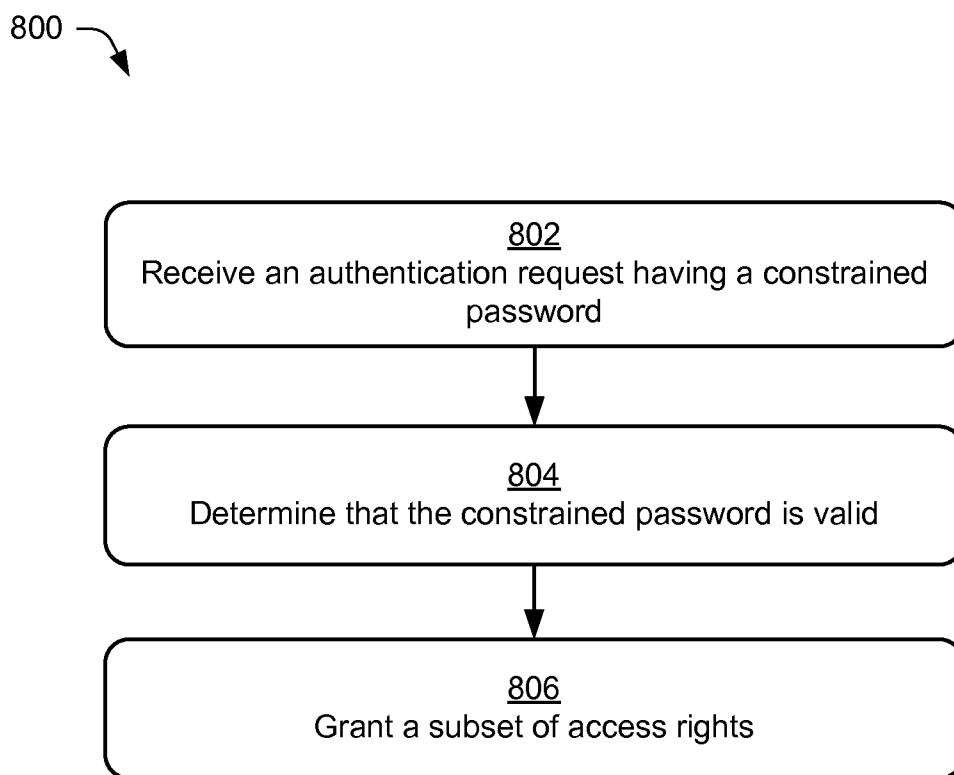 800
802
Receive an authentication request having a constrained
password
804
Determine that the constrained password is valid
806
Grant a subset of access rights